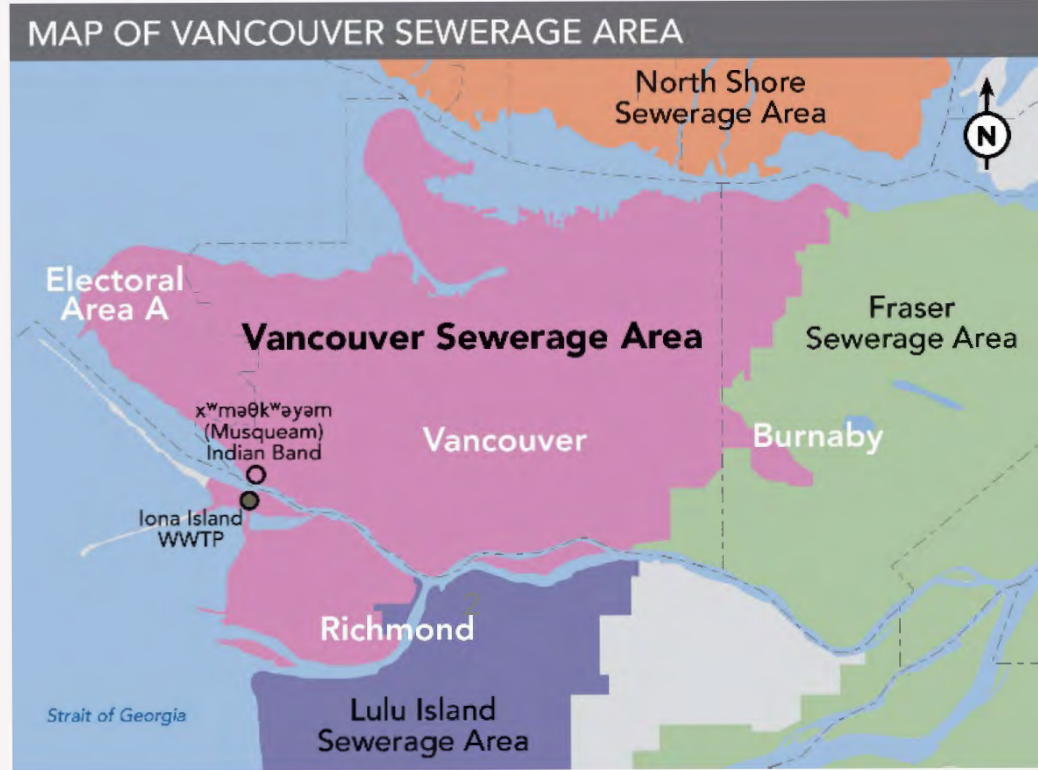 MAP OF VANCOUVER SEWERAGE AREA
North Shore
Sewerage Area
N
Electoral
Area A
Vancouver Sewerage Area
Fraser
Sewerage Area
xʷməθkʷəyəm
(Musqueam)
Indian Band
Vancouver
Burnaby
Iona Island
WWTP
Richmond
2
Strait of Georgia
Lulu Island
Sewerage Area